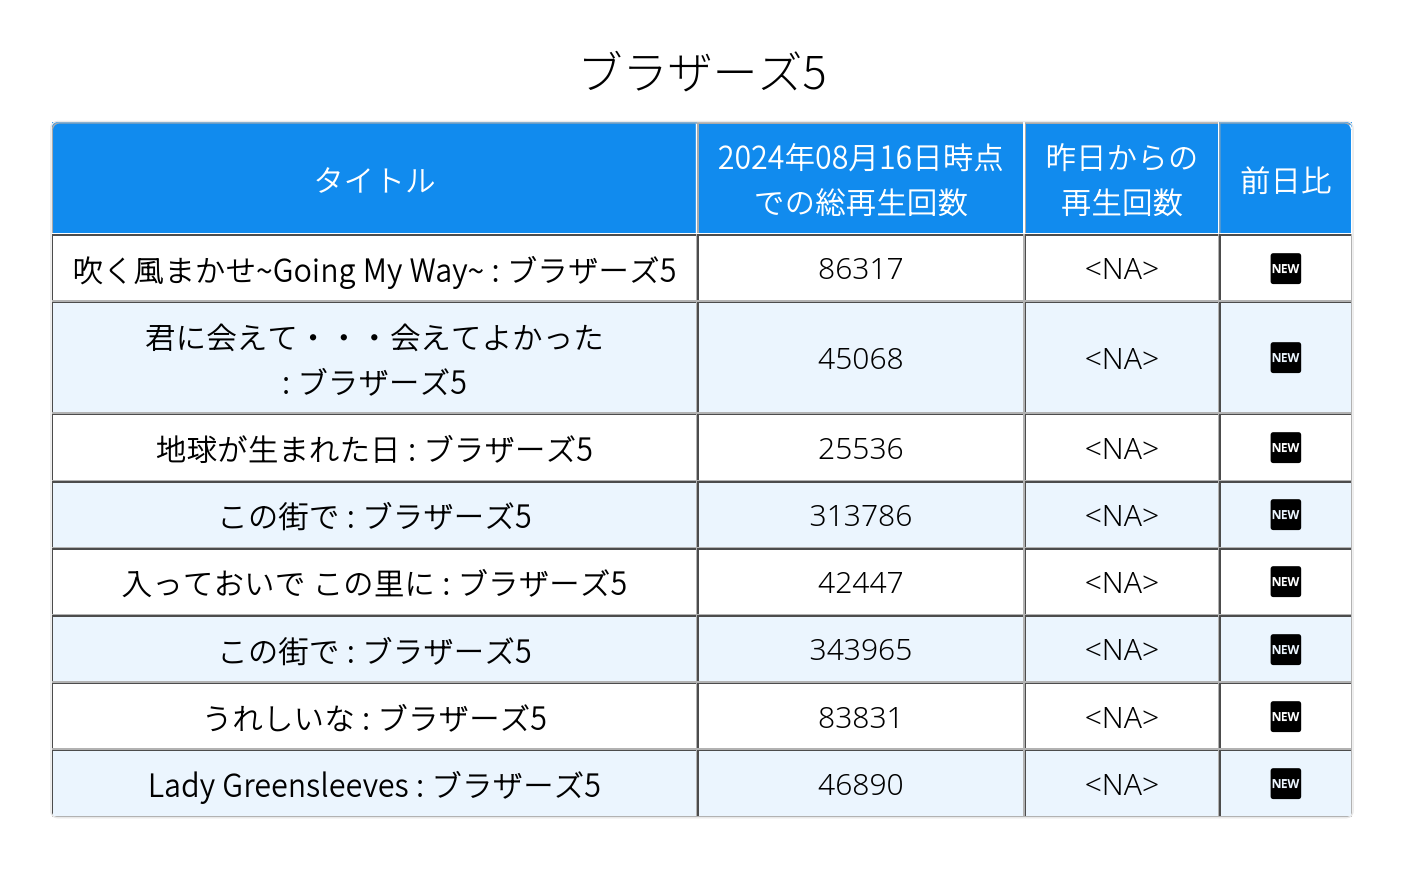 ブラザーズ5
タイトル
2024年08月16日時点
での総再生回数
昨日からの
再生回数
前日比
吹く風まかせ~Going My Way~ : ブラザーズ5
86317
<NA>
NEW
君に会えて・・・会えてよかった
: ブラザーズ5
45068
<NA>
NEW
地球が生まれた日 : ブラザーズ5
25536
<NA>
NEW
この街で : ブラザーズ5
313786
<NA>
NEW
入っておいで この里に : ブラザーズ5
42447
<NA>
NEW
この街で : ブラザーズ5
343965
<NA>
NEW
うれしいな : ブラザーズ5
83831
<NA>
NEW
Lady Greensleeves : ブラザーズ5
46890
<NA>
NEW